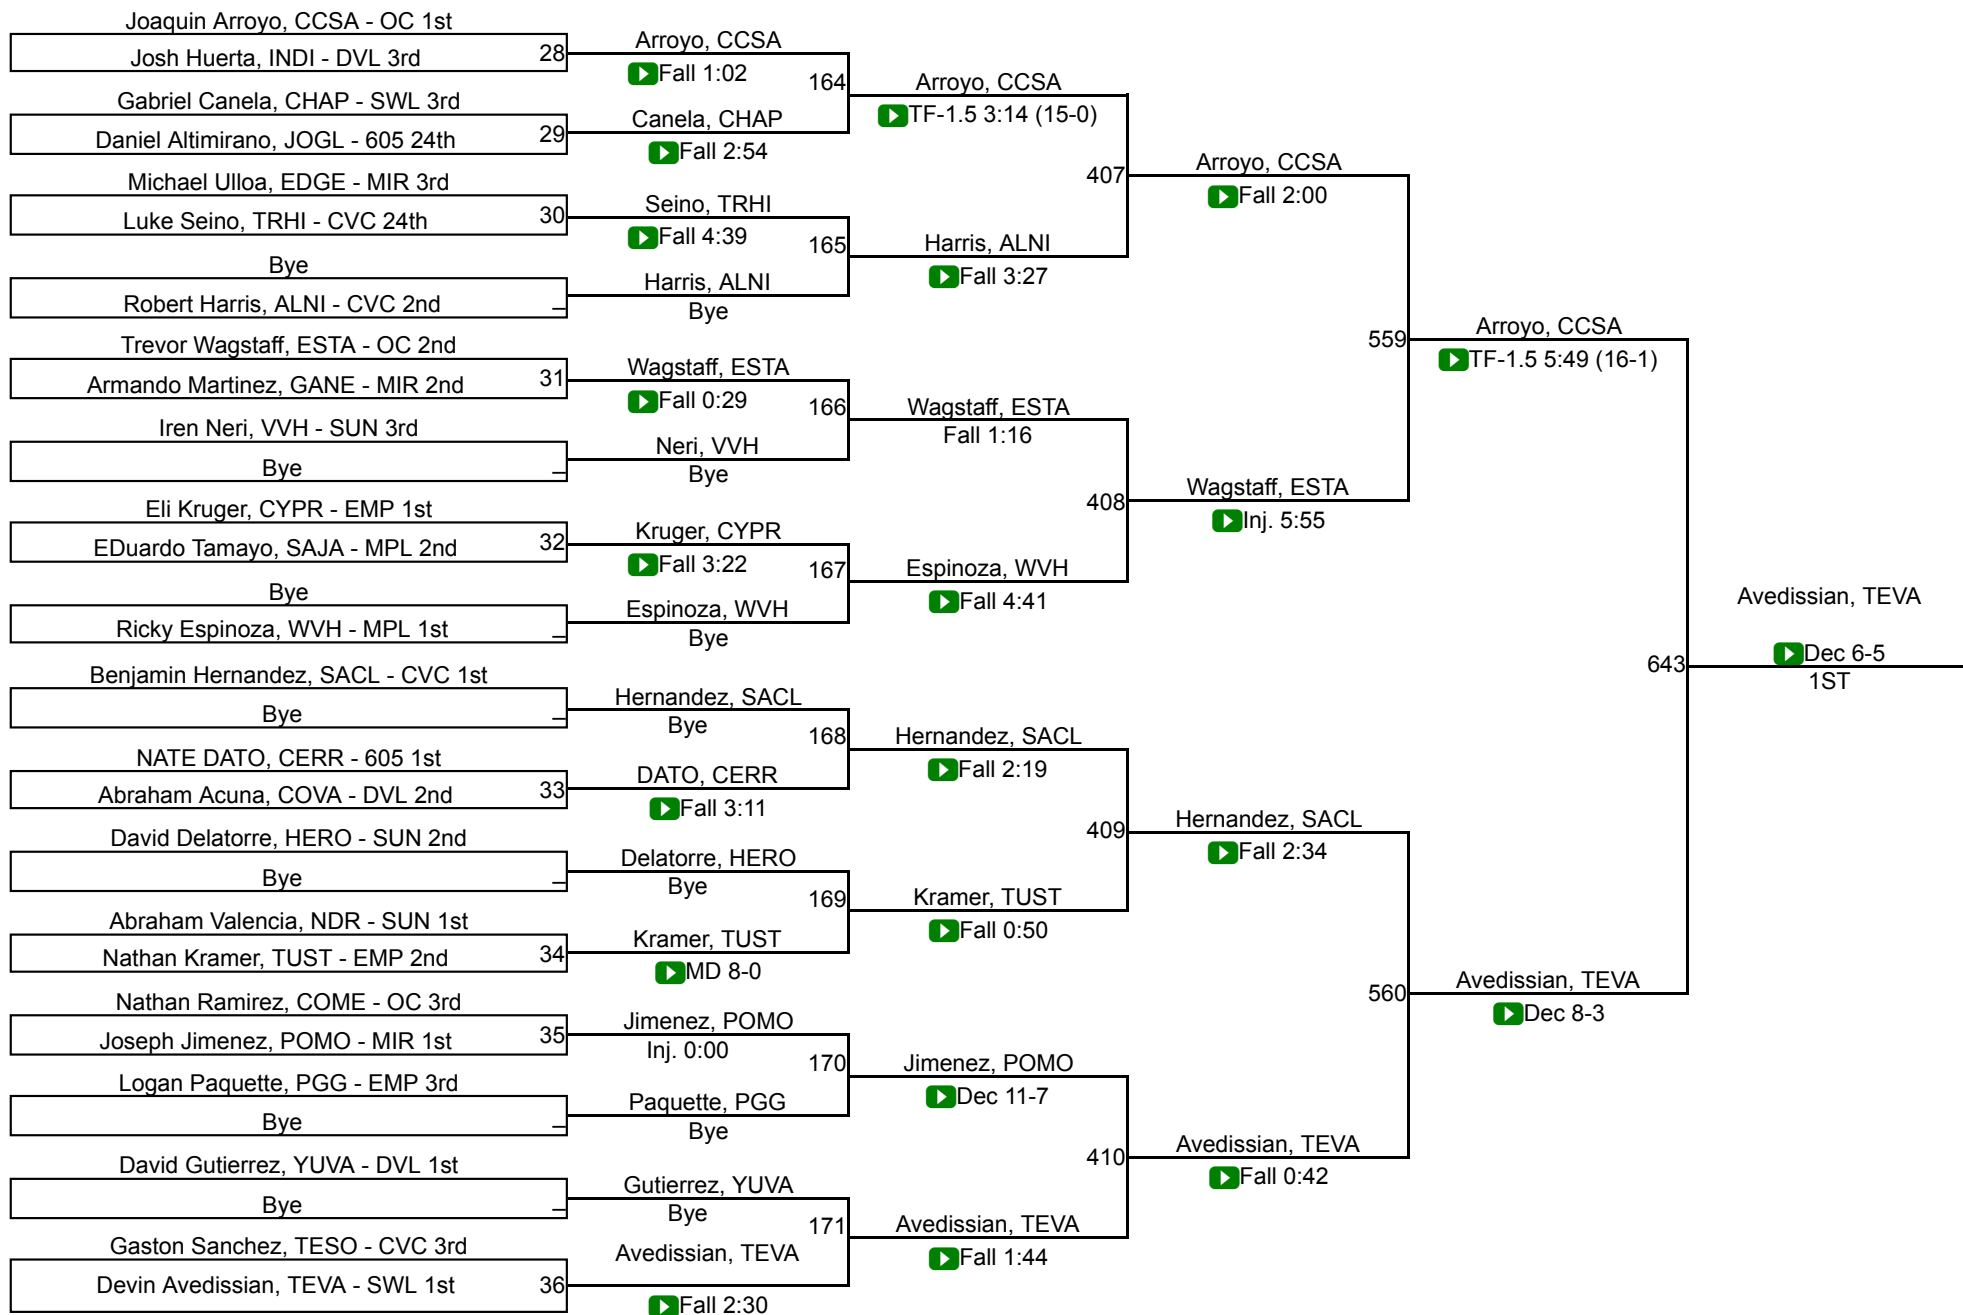 Joaquin Arroyo, CCSA - OC 1st
Josh Huerta, INDI - DVL 3rd
28
Gabriel Canela, CHAP - SWL 3rd
Daniel Altimirano, JOGL - 605 24th
29
Michael Ulloa, EDGE - MIR 3rd
Luke Seino, TRHI - CVC 24th
30
Bye
Robert Harris, ALNI - CVC 2nd
Trevor Wagstaff, ESTA - OC 2nd
Armando Martinez, GANE - MIR 2nd
31
Iren Neri, VVH - SUN 3rd
Bye
Eli Kruger, CYPR - EMP 1st
EDuardo Tamayo, SAJA - MPL 2nd
32
Bye
Ricky Espinoza, WVH - MPL 1st
Benjamin Hernandez, SACL - CVC 1st
Bye
NATE DATO, CERR - 605 1st
Abraham Acuna, COVA - DVL 2nd
33
David Delatorre, HERO - SUN 2nd
Bye
Abraham Valencia, NDR - SUN 1st
Nathan Kramer, TUST - EMP 2nd
34
Nathan Ramirez, COME - OC 3rd
Joseph Jimenez, POMO - MIR 1st
35
Logan Paquette, PGG - EMP 3rd
Bye
David Gutierrez, YUVA - DVL 1st
Bye
Gaston Sanchez, TESO - CVC 3rd
Devin Avedissian, TEVA - SWL 1st
36
Arroyo, CCSA
Fall 1:02
164
Canela, CHAP
Fall 2:54
Seino, TRHI
Fall 4:39
165
Harris, ALNI
Bye
Wagstaff, ESTA
Fall 0:29
166
Neri, VVH
Bye
Kruger, CYPR
Fall 3:22
167
Espinoza, WVH
Bye
Hernandez, SACL
Bye
168
DATO, CERR
Fall 3:11
Delatorre, HERO
Bye
169
Kramer, TUST
MD 8-0
Jimenez, POMO
Inj. 0:00
170
Paquette, PGG
Bye
Gutierrez, YUVA
Bye
171
Avedissian, TEVA
Fall 2:30
Arroyo, CCSA
TF-1.5 3:14 (15-0)
407
Harris, ALNI
Fall 3:27
Wagstaff, ESTA
Fall 1:16
408
Espinoza, WVH
Fall 4:41
Hernandez, SACL
Fall 2:19
409
Kramer, TUST
Fall 0:50
Jimenez, POMO
Dec 11-7
410
Avedissian, TEVA
Fall 1:44
Arroyo, CCSA
Fall 2:00
559
Wagstaff, ESTA
Inj. 5:55
Hernandez, SACL
Fall 2:34
560
Avedissian, TEVA
Fall 0:42
Arroyo, CCSA
TF-1.5 5:49 (16-1)
643
Avedissian, TEVA
Dec 8-3
Avedissian, TEVA
Dec 6-5
1ST